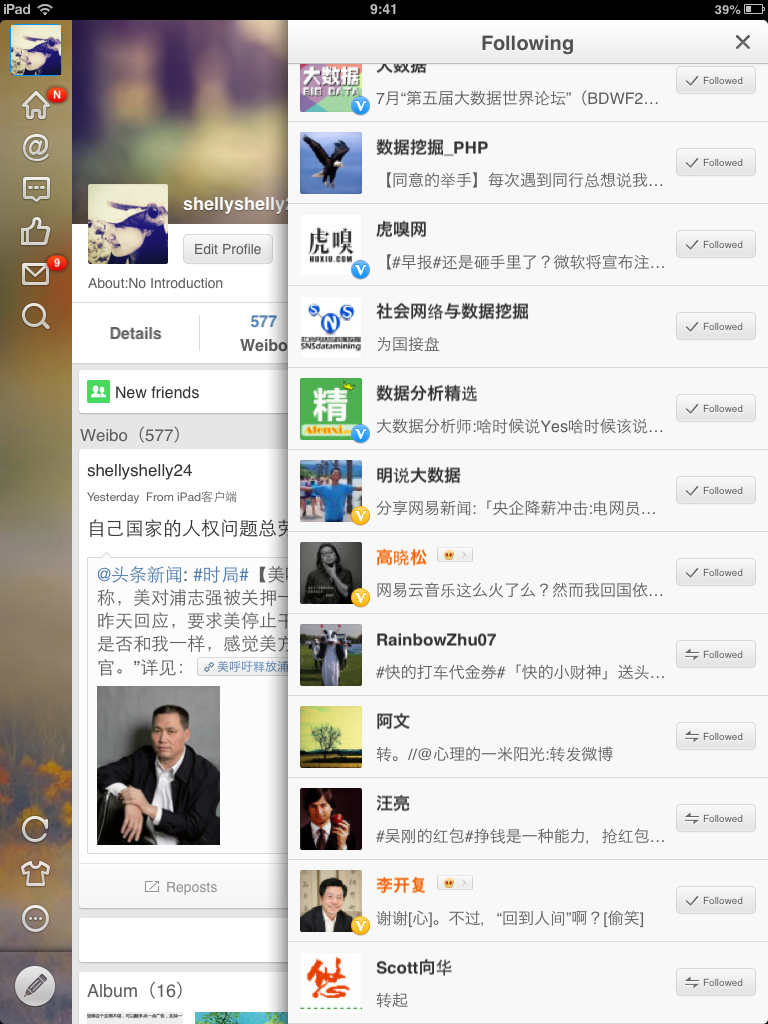 iPad
9:41
39%
N
9
shellyshelly2
Edit Profile
About:No Introduction
Details
577
Weibo
New friends
Weibo（577）
shellyshelly24
Yesterday From iPad客户端
自己国家的人权问题总劳
@头条新闻: #时局#【美
称，美对浦志强被关押一
昨天回应，要求美停止干
是否和我一样，感觉美方
官。”详见：
美呼吁释放浦
Reposts
Album（16）
Following
大数据
BIG DATA
大数据
7月“第五届大数据世界论坛”（BDWF2…
Followed
数据挖掘_PHP
【同意的举手】每次遇到同行总想说我…
Followed
虎嗅
HUXIU.COM
虎嗅网
【#早报#还是砸手里了？微软将宣布注…
Followed
SNS
SNSdatamining
社会网络与数据挖掘
为国接盘
Followed
精
数据分析精选
大数据分析师:啥时候说Yes啥时候该说…
Followed
明说大数据
分享网易新闻:「央企降薪冲击:电网员…
Followed
高晓松
网易云音乐这么火了么？然而我回国依…
Followed
RainbowZhu07
#快的打车代金券#「快的小财神」送头…
Followed
阿文
转。//@心理的一米阳光:转发微博
Followed
汪亮
#吴刚的红包#挣钱是一种能力，抢红包…
Followed
李开复
谢谢[心]。不过，“回到人间”啊？[偷笑]
Followed
Scott向华
转起
Followed